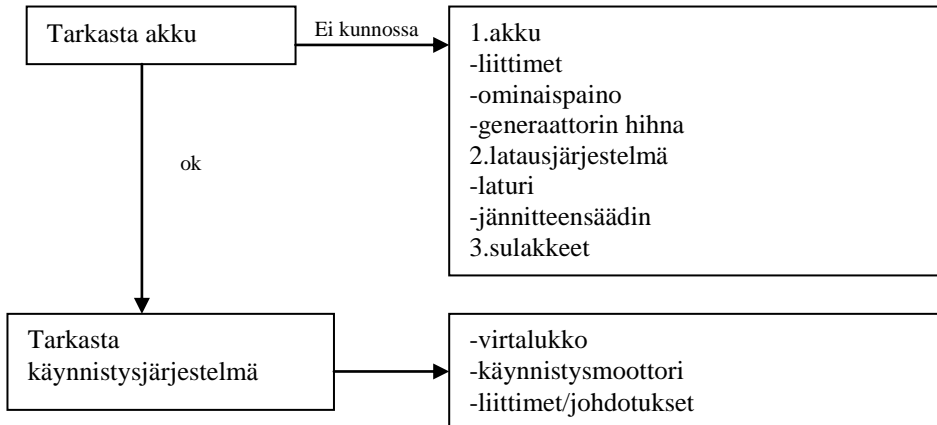 Tarkasta akku
Ei kunnossa
1.akku
-liittimet
-ominaispaino
-generaattorin hihna
2.latausjärjestelmä
-laturi
-jännitteensäädin
3.sulakkeet
ok
Tarkasta
käynnistysjärjestelmä
-virtalukko
-käynnistysmoottori
-liittimet/johdotukset